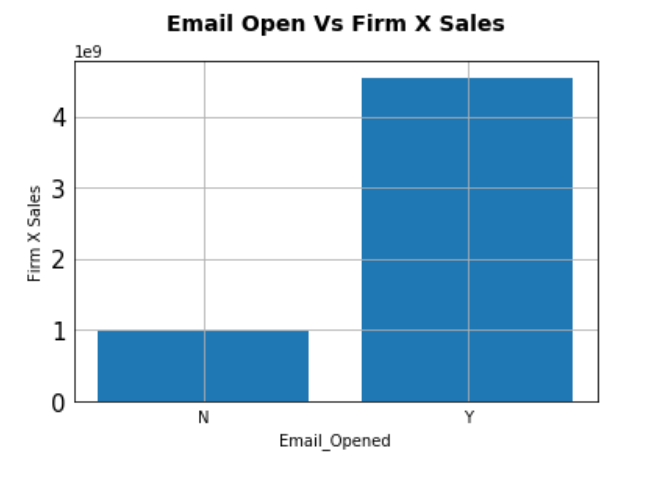 Email Open Vs Firm X Sales
1e9
4
3
2
1
0
Firm X Sales
N
Y
Email_Opened